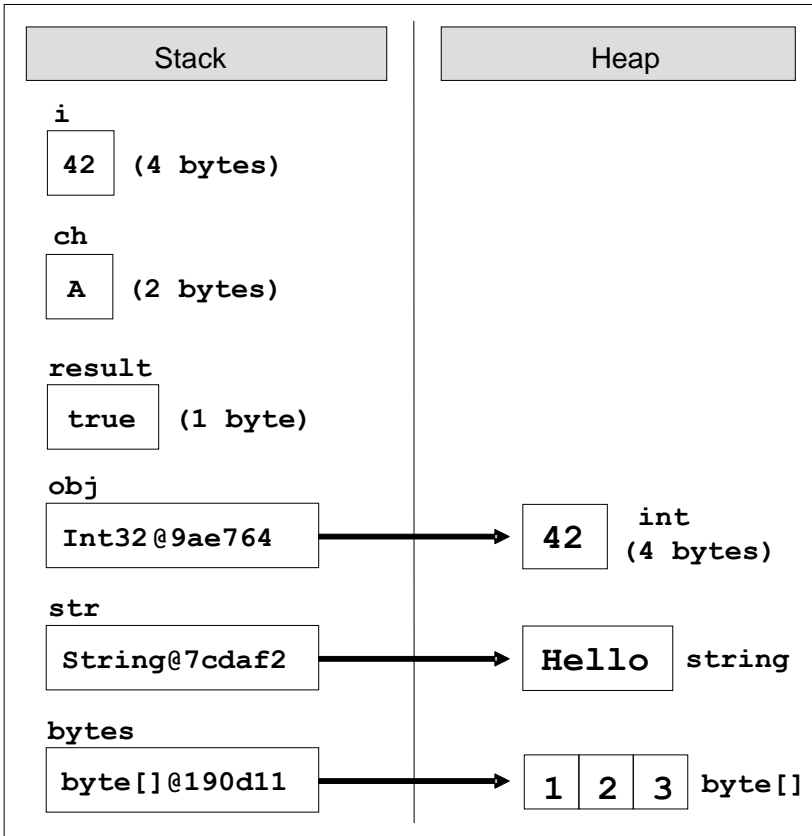 Stack Heap
i
42 (4 bytes)
ch
A (2 bytes)
result
true (1 byte)
obj
Int32@9ae764 42 int
(4 bytes)
str
String@7cdaf2 Hello string
bytes
byte[]@190d11 1 2 3 byte[]